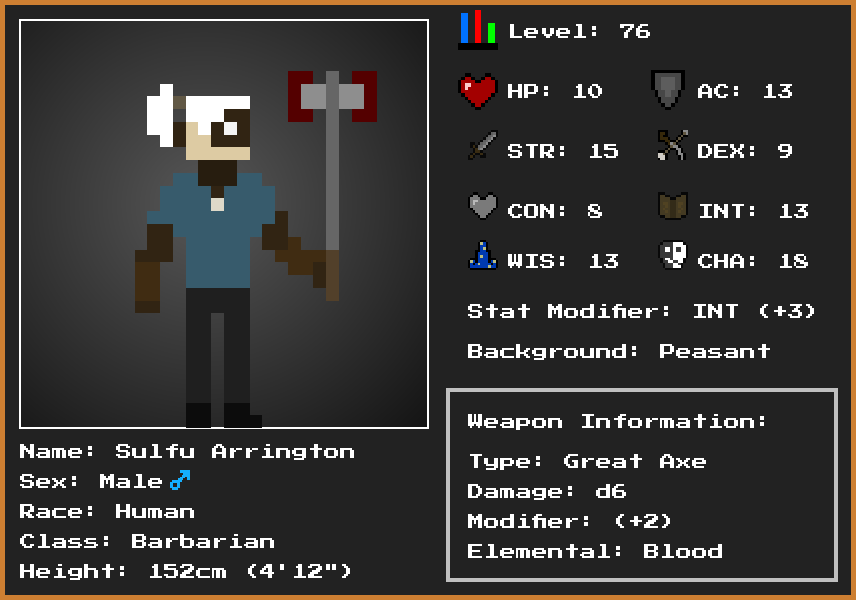 Level: 76
HP: 10 AC: 13
STR: 15 DEX: 9
CON: 8 INT: 13
WIS: 13 CHA: 18
Stat Modifier: INT (+3)
Background: Peasant
Weapon Information:
Type: Great Axe
Damage: d6
Modifier: (+2)
Elemental: Blood
Name: Sulfu Arrington
Sex: Male♂
Race: Human
Class: Barbarian
Height: 152cm (4'12")